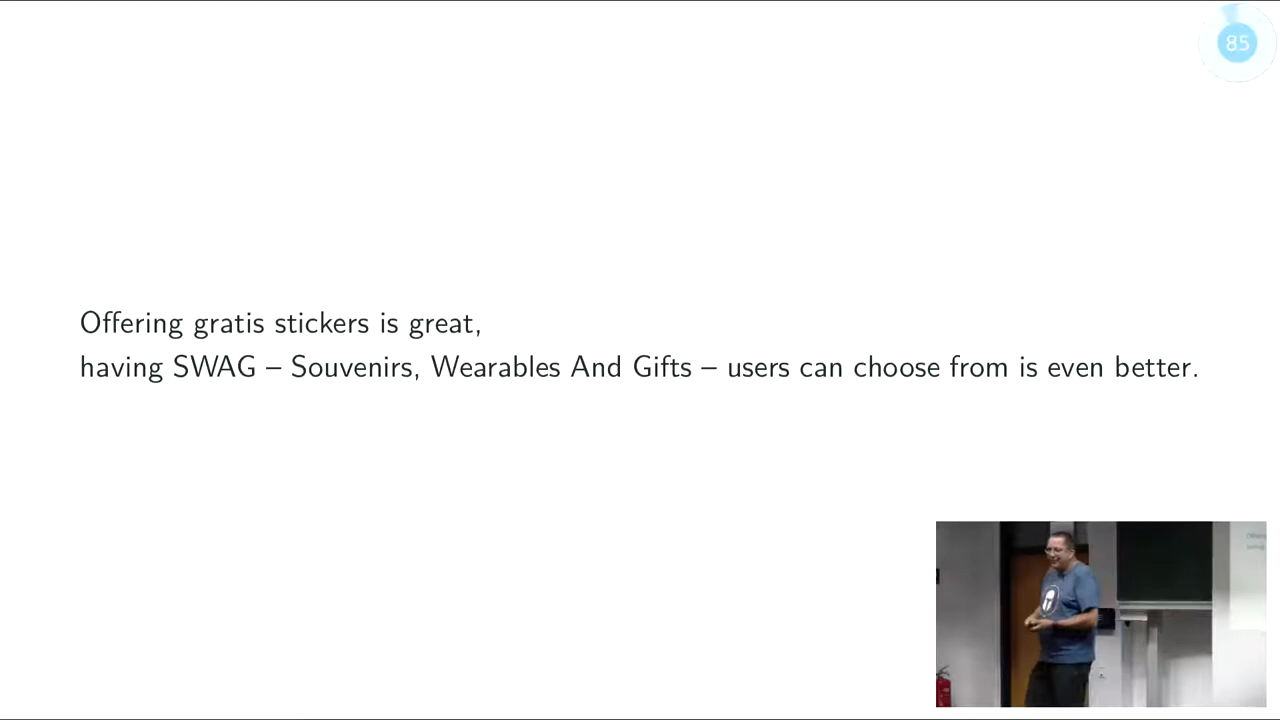 85
Offering gratis stickers is great,
having SWAG – Souvenirs, Wearables And Gifts – users can choose from is even better.